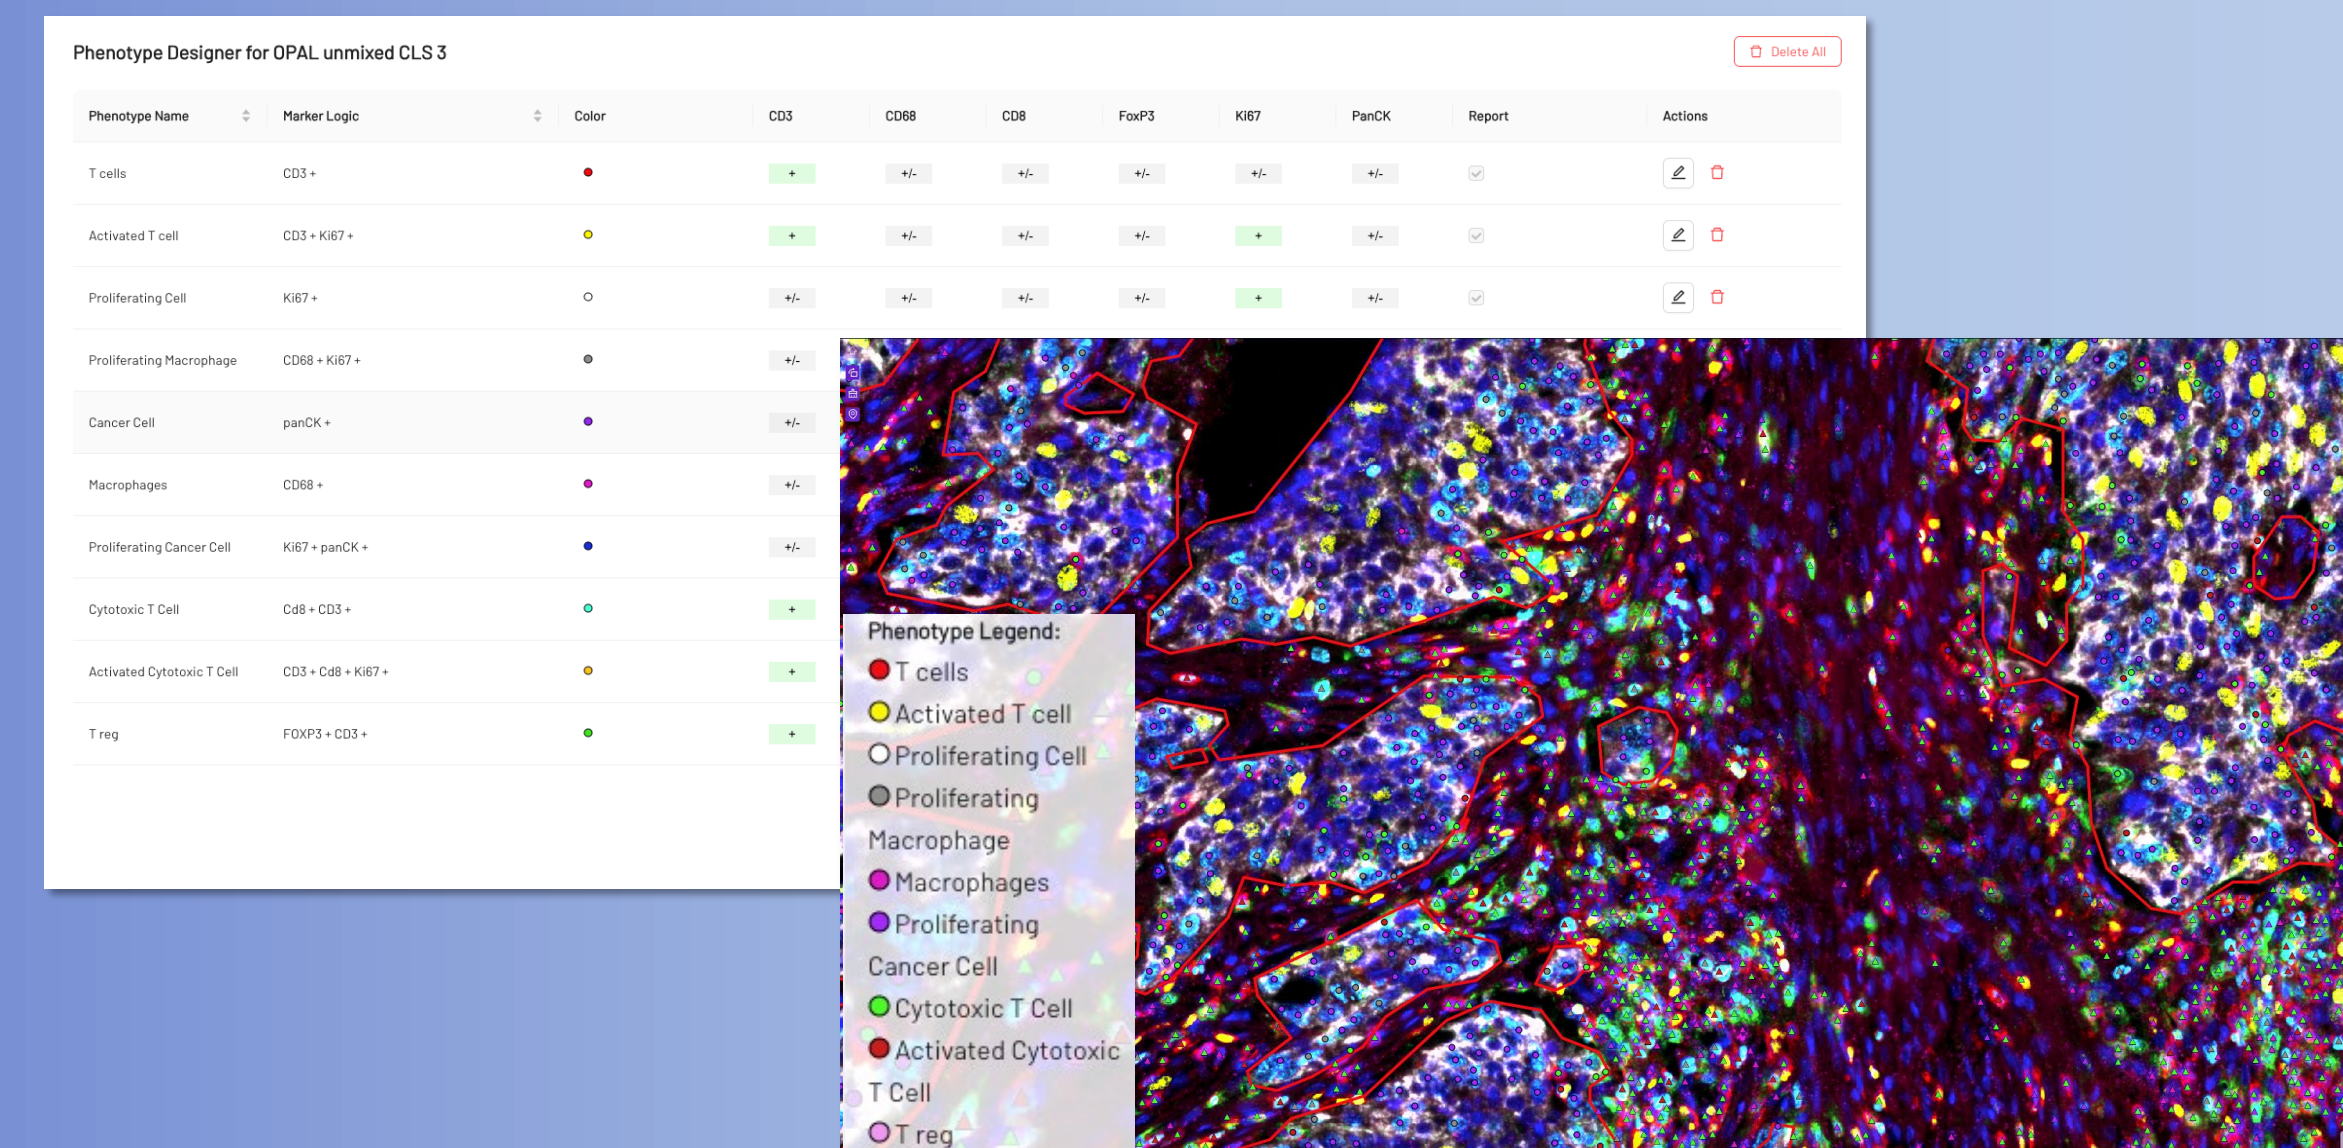 Phenotype Designer for OPAL unmixed CLS 3
Delete All
Phenotype Name Marker Logic Color CD3 CD68 CD8 FoxP3 Ki67 PanCK Report Actions
T cells CD3 + + +/- +/- +/- +/- +/-
Activated T cell CD3 + Ki67 + + +/- +/- +/- + +/-
Proliferating Cell Ki67 + +/- +/- +/- +/- + +/-
Proliferating Macrophage CD68 + Ki67 + +/-
Cancer Cell panCK + +/-
Macrophages CD68 + +/-
Proliferating Cancer Cell Ki67 + panCK + +/-
Cytotoxic T Cell Cd8 + CD3 + +
Activated Cytotoxic T Cell CD3 + Cd8 + Ki67 + +
T reg FOXP3 + CD3 + +
Phenotype Legend:
T cells
Activated T cell
Proliferating Cell
Proliferating
Macrophage
Macrophages
Proliferating
Cancer Cell
Cytotoxic T Cell
Activated Cytotoxic
T Cell
T reg